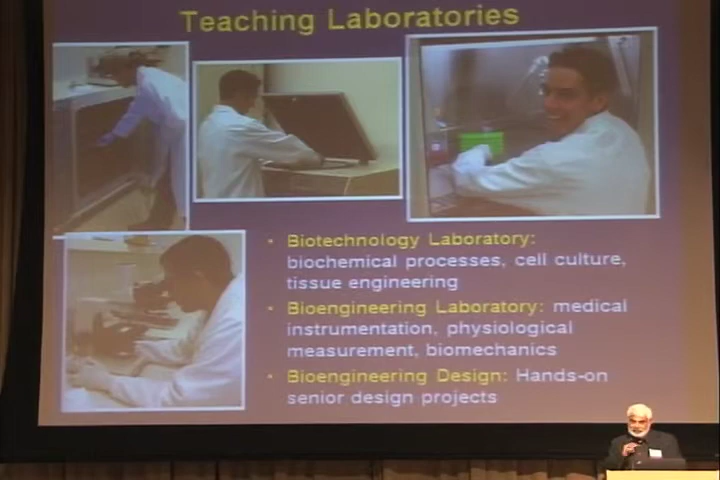 Teaching Laboratories
• Biotechnology Laboratory:
biochemical processes, cell culture,
tissue engineering
• Bioengineering Laboratory: medical
instrumentation, physiological
measurement, biomechanics
• Bioengineering Design: Hands-on
senior design projects